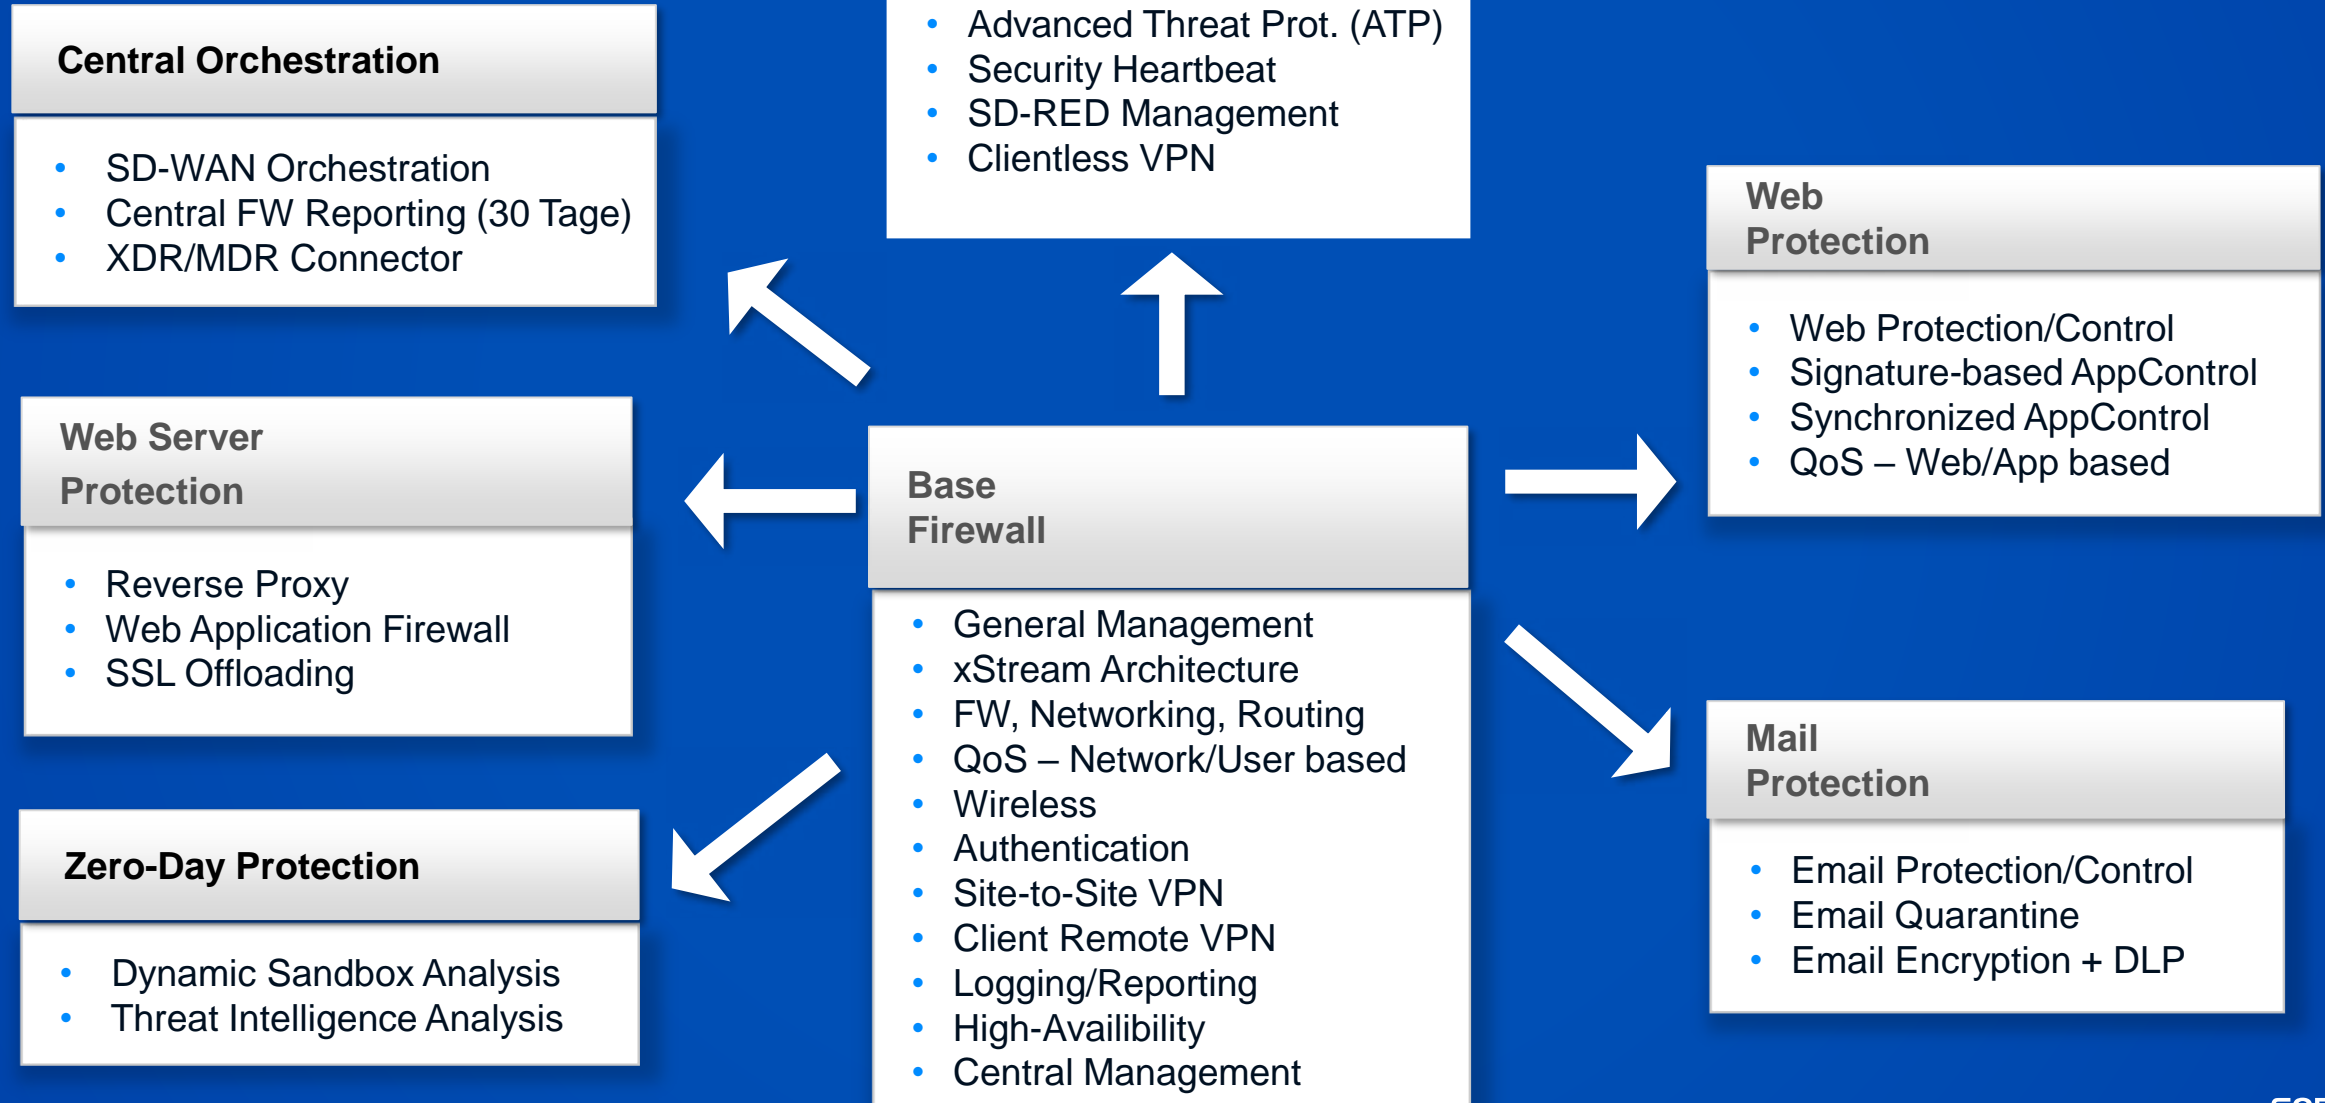 Central Orchestration
SD-WAN Orchestration
Central FW Reporting (30 Tage)
XDR/MDR Connector
Advanced Threat Prot. (ATP)
Security Heartbeat
SD-RED Management
Clientless VPN
Web
Protection
Web Protection/Control
Signature-based AppControl
Synchronized AppControl
QoS – Web/App based
Web Server
Protection
Reverse Proxy
Web Application Firewall
SSL Offloading
Base
Firewall
General Management
xStream Architecture
FW, Networking, Routing
QoS – Network/User based
Wireless
Authentication
Site-to-Site VPN
Client Remote VPN
Logging/Reporting
High-Availibility
Central Management
Mail
Protection
Email Protection/Control
Email Quarantine
Email Encryption + DLP
Zero-Day Protection
Dynamic Sandbox Analysis
Threat Intelligence Analysis